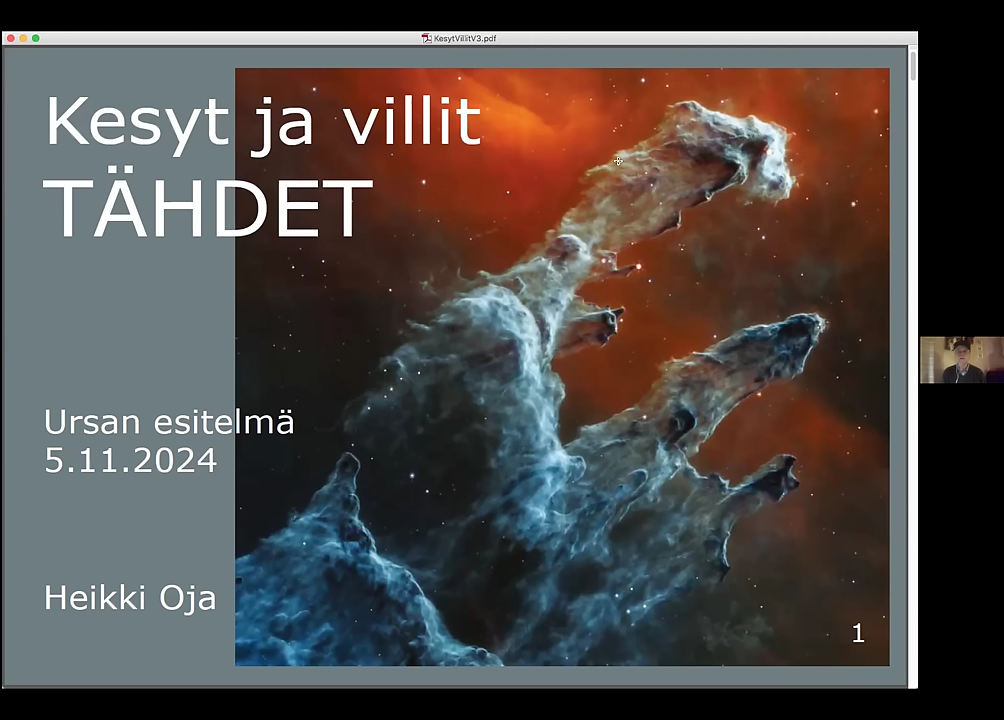 KesytVillitV3.pdf
Kesyt ja villit
TÄHDET
Ursan esitelmä
5.11.2024
Heikki Oja
1